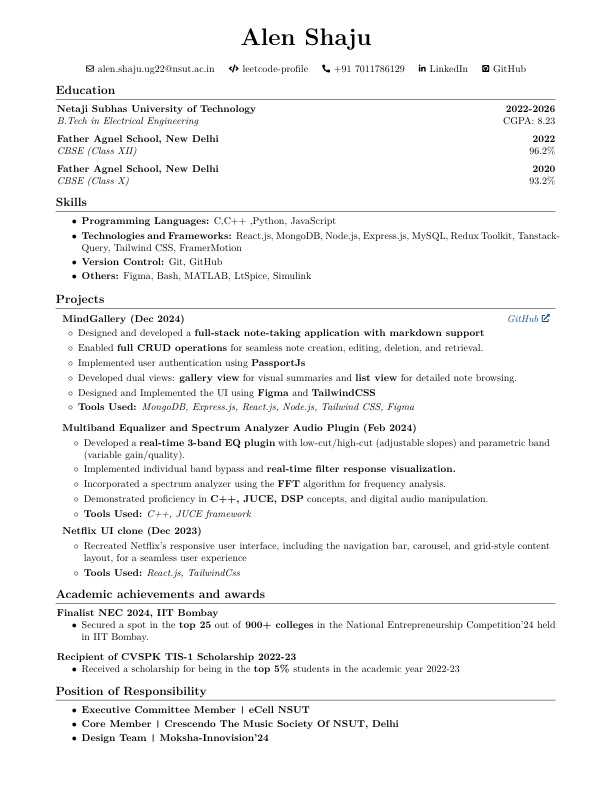 Alen Shaju
alen.shaju.ug22@nsut.ac.in leetcode-profile +91 7011786129 LinkedIn GitHub
Education
Netaji Subhas University of Technology 2022-2026
B.Tech in Electrical Engineering CGPA: 8.23
Father Agnel School, New Delhi 2022
CBSE (Class XII) 96.2%
Father Agnel School, New Delhi 2020
CBSE (Class X) 93.2%
Skills
• Programming Languages: C,C++ ,Python, JavaScript
• Technologies and Frameworks: React.js, MongoDB, Node.js, Express.js, MySQL, Redux Toolkit, Tanstack-
Query, Tailwind CSS, FramerMotion
• Version Control: Git, GitHub
• Others: Figma, Bash, MATLAB, LtSpice, Simulink
Projects
MindGallery (Dec 2024) GitHub
◦ Designed and developed a full-stack note-taking application with markdown support
◦ Enabled full CRUD operations for seamless note creation, editing, deletion, and retrieval.
◦ Implemented user authentication using PassportJs
◦ Developed dual views: gallery view for visual summaries and list view for detailed note browsing.
◦ Designed and Implemented the UI using Figma and TailwindCSS
◦ Tools Used: MongoDB, Express.js, React.js, Node.js, Tailwind CSS, Figma
Multiband Equalizer and Spectrum Analyzer Audio Plugin (Feb 2024)
◦ Developed a real-time 3-band EQ plugin with low-cut/high-cut (adjustable slopes) and parametric band
(variable gain/quality).
◦ Implemented individual band bypass and real-time filter response visualization.
◦ Incorporated a spectrum analyzer using the FFT algorithm for frequency analysis.
◦ Demonstrated proficiency in C++, JUCE, DSP concepts, and digital audio manipulation.
◦ Tools Used: C++, JUCE framework
Netflix UI clone (Dec 2023)
◦ Recreated Netflix's responsive user interface, including the navigation bar, carousel, and grid-style content
layout, for a seamless user experience
◦ Tools Used: React.js, TailwindCss
Academic achievements and awards
Finalist NEC 2024, IIT Bombay
• Secured a spot in the top 25 out of 900+ colleges in the National Entrepreneurship Competition'24 held
in IIT Bombay.
Recipient of CVSPK TIS-1 Scholarship 2022-23
• Received a scholarship for being in the top 5% students in the academic year 2022-23
Position of Responsibility
• Executive Committee Member | eCell NSUT
• Core Member | Crescendo The Music Society Of NSUT, Delhi
• Design Team | Moksha-Innovision'24